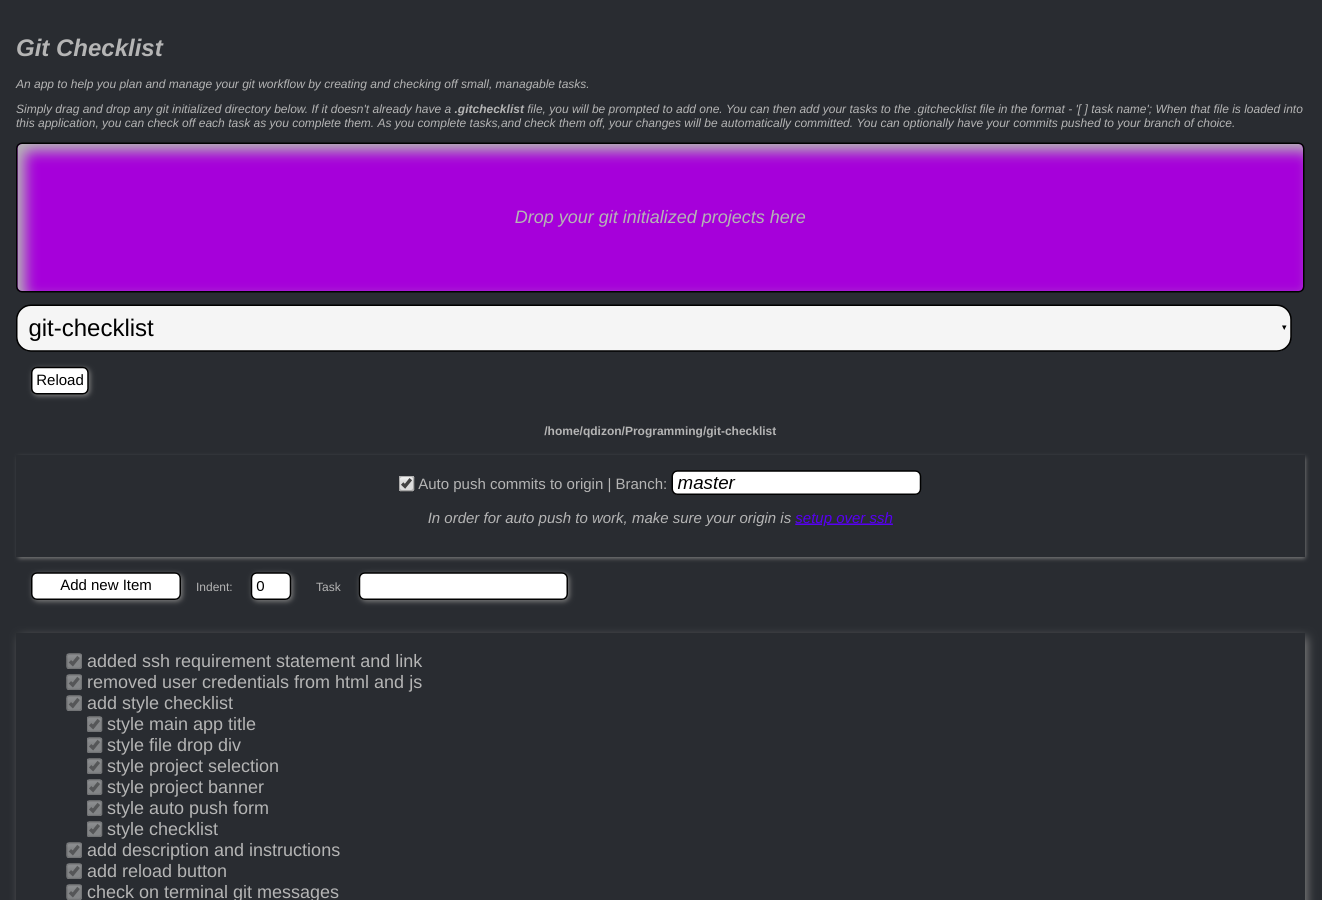 Git Checklist
An app to help you plan and manage your git workflow by creating and checking off small, managable tasks.
Simply drag and drop any git initialized directory below. If it doesn't already have a .gitchecklist file, you will be prompted to add one. You can then add your tasks to the .gitchecklist file in the format - '[ ] task name'; When that file is loaded into
this application, you can check off each task as you complete them. As you complete tasks,and check them off, your changes will be automatically committed. You can optionally have your commits pushed to your branch of choice.
Drop your git initialized projects here
git-checklist
Reload
/home/qdizon/Programming/git-checklist
Auto push commits to origin | Branch: master
In order for auto push to work, make sure your origin is setup over ssh
Add new Item Indent: 0 Task
added ssh requirement statement and link
removed user credentials from html and js
add style checklist
style main app title
style file drop div
style project selection
style project banner
style auto push form
style checklist
add description and instructions
add reload button
check on terminal git messages